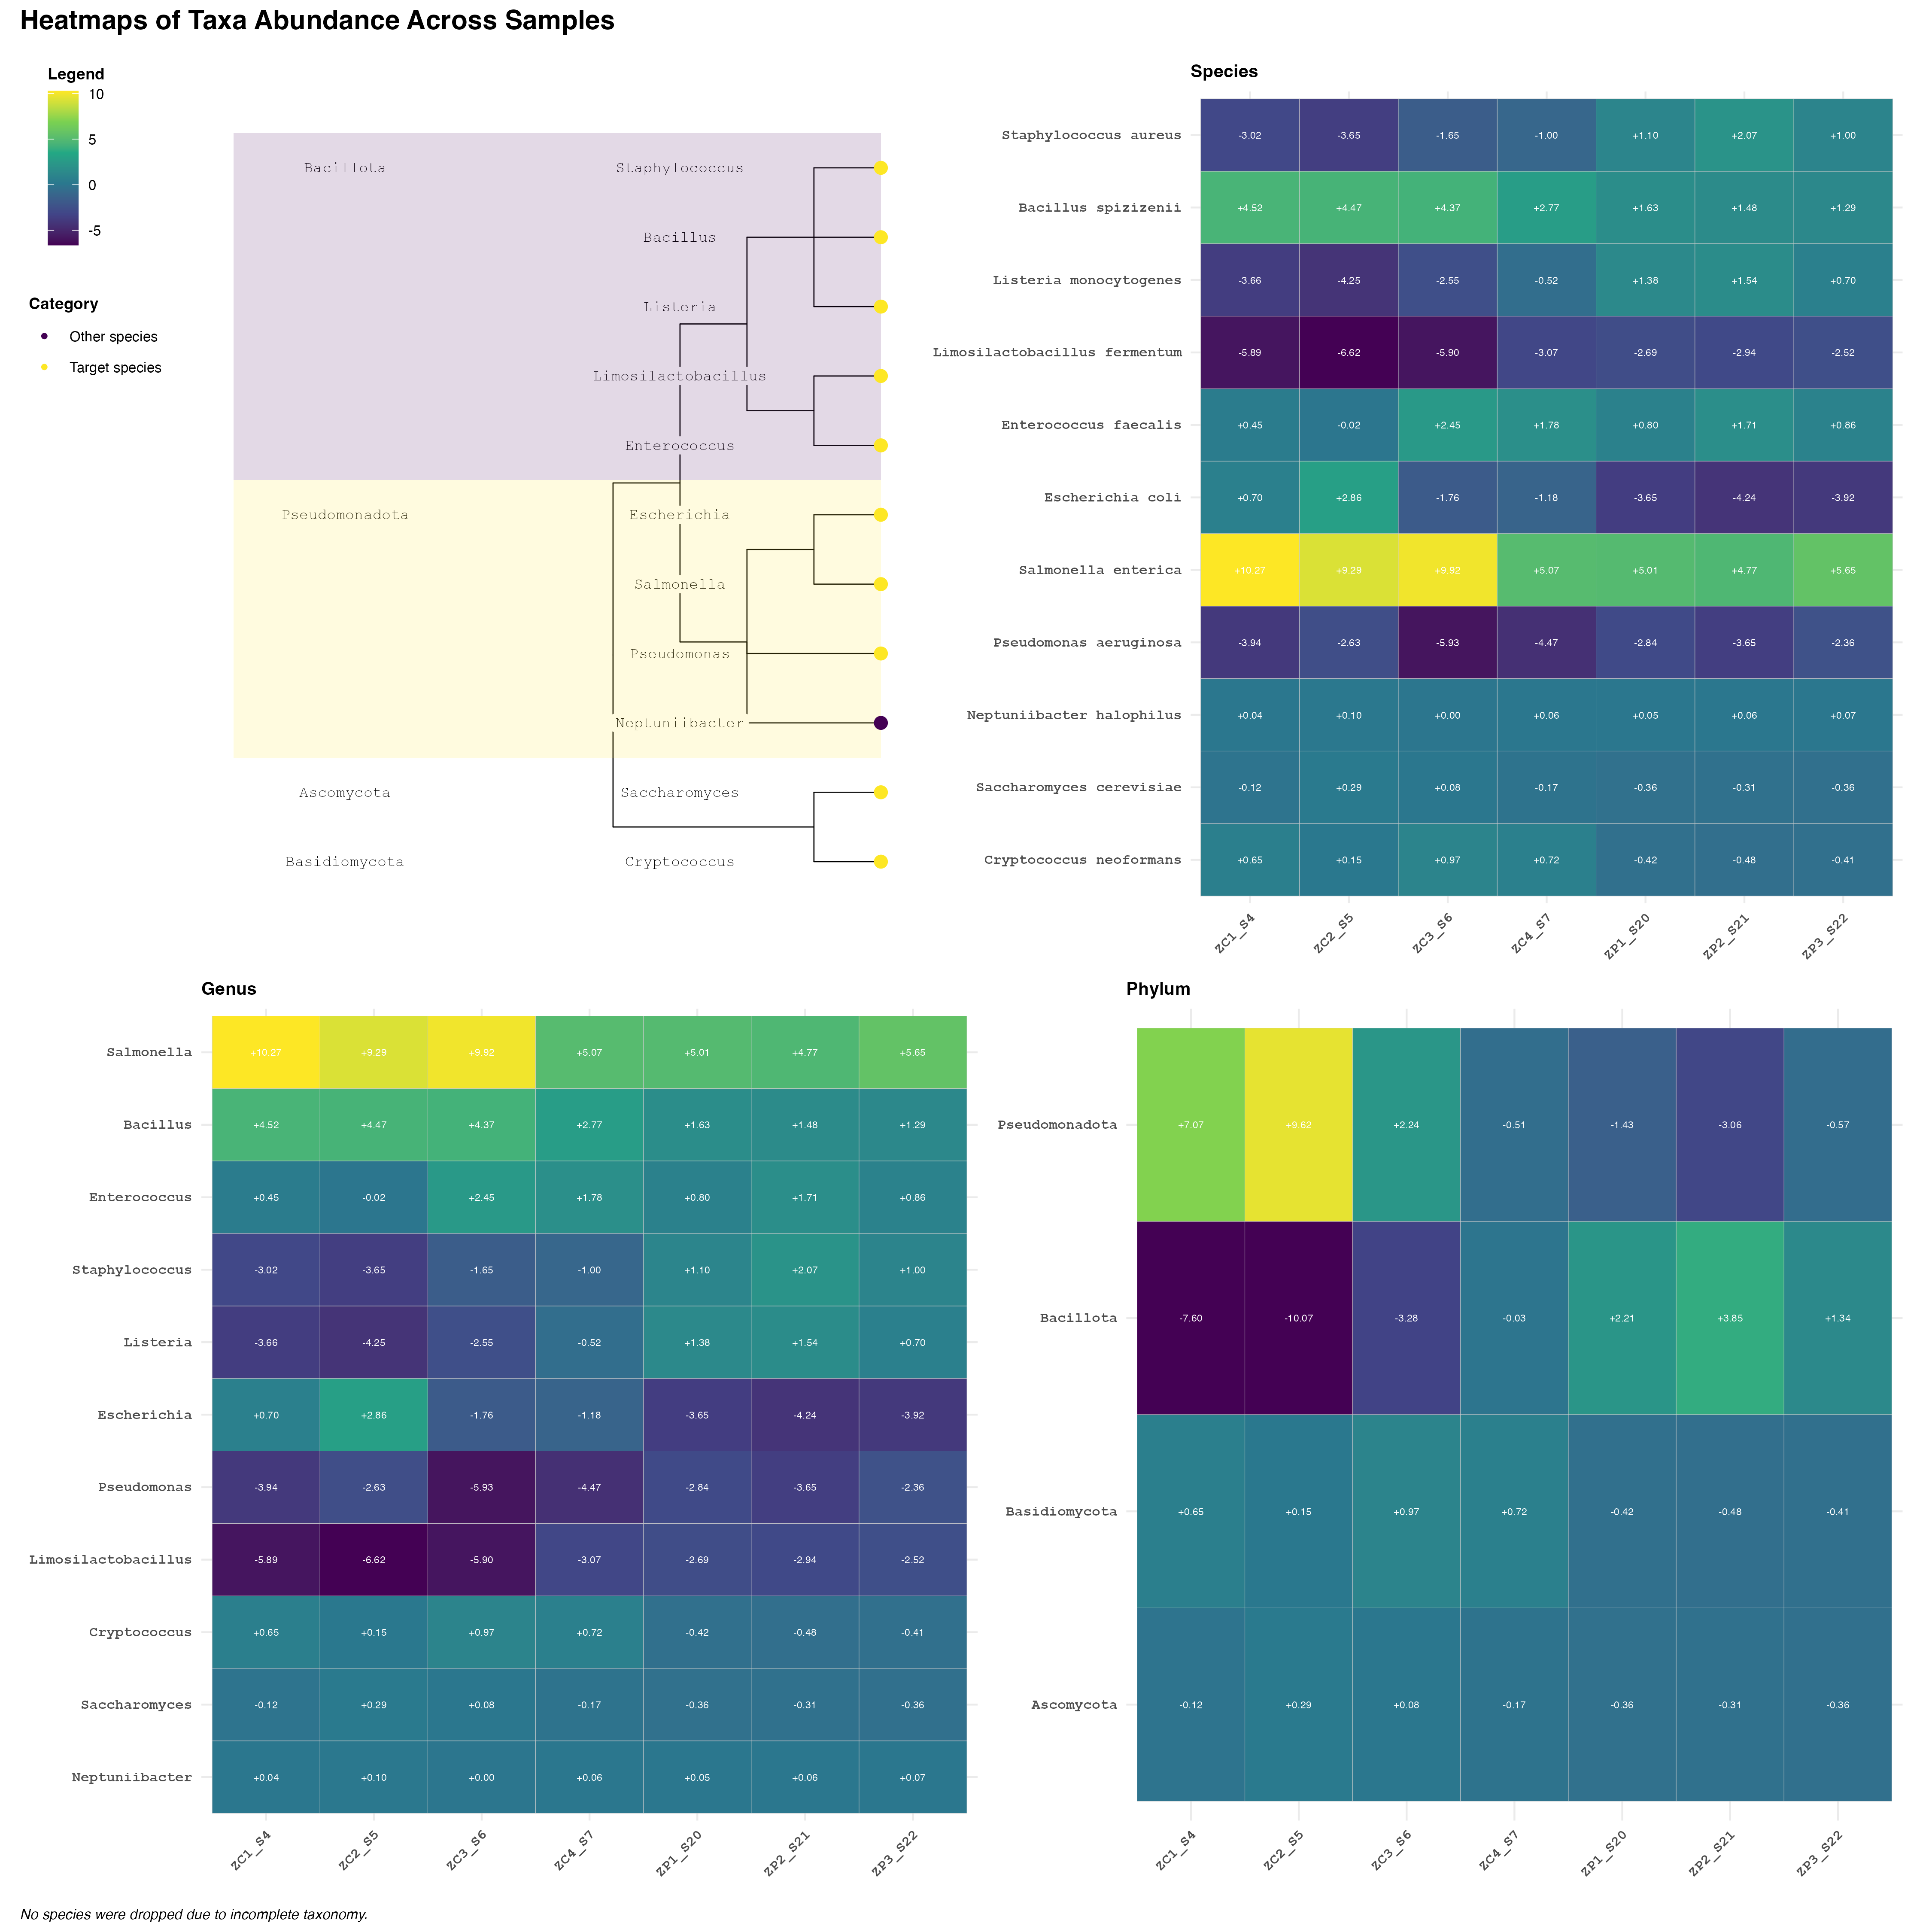 Heatmaps of Taxa Abundance Across Samples
Legend
10
5
0
-5
Category
Other species
Target species
Bacillota
Staphylococcus
Bacillus
Listeria
Limosilactobacillus
Enterococcus
Pseudomonadota
Escherichia
Salmonella
Pseudomonas
Neptuniibacter
Ascomycota
Saccharomyces
Basidiomycota
Cryptococcus
Species
Staphylococcus aureus -3.02 -3.65 -1.65 -1.00 +1.10 +2.07 +1.00
Bacillus spizizenii +4.52 +4.47 +4.37 +2.77 +1.63 +1.48 +1.29
Listeria monocytogenes -3.66 -4.25 -2.55 -0.52 +1.38 +1.54 +0.70
Limosilactobacillus fermentum -5.89 -6.62 -5.90 -3.07 -2.69 -2.94 -2.52
Enterococcus faecalis +0.45 -0.02 +2.45 +1.78 +0.80 +1.71 +0.86
Escherichia coli +0.70 +2.86 -1.76 -1.18 -3.65 -4.24 -3.92
Salmonella enterica +10.27 +9.29 +9.92 +5.07 +5.01 +4.77 +5.65
Pseudomonas aeruginosa -3.94 -2.63 -5.93 -4.47 -2.84 -3.65 -2.36
Neptuniibacter halophilus +0.04 +0.10 +0.00 +0.06 +0.05 +0.06 +0.07
Saccharomyces cerevisiae -0.12 +0.29 +0.08 -0.17 -0.36 -0.31 -0.36
Cryptococcus neoformans +0.65 +0.15 +0.97 +0.72 -0.42 -0.48 -0.41
ZC1_S4 ZC2_S5 ZC3_S6 ZC4_S7 ZP1_S20 ZP2_S21 ZP3_S22
Genus
Salmonella +10.27 +9.29 +9.92 +5.07 +5.01 +4.77 +5.65
Bacillus +4.52 +4.47 +4.37 +2.77 +1.63 +1.48 +1.29
Enterococcus +0.45 -0.02 +2.45 +1.78 +0.80 +1.71 +0.86
Staphylococcus -3.02 -3.65 -1.65 -1.00 +1.10 +2.07 +1.00
Listeria -3.66 -4.25 -2.55 -0.52 +1.38 +1.54 +0.70
Escherichia +0.70 +2.86 -1.76 -1.18 -3.65 -4.24 -3.92
Pseudomonas -3.94 -2.63 -5.93 -4.47 -2.84 -3.65 -2.36
Limosilactobacillus -5.89 -6.62 -5.90 -3.07 -2.69 -2.94 -2.52
Cryptococcus +0.65 +0.15 +0.97 +0.72 -0.42 -0.48 -0.41
Saccharomyces -0.12 +0.29 +0.08 -0.17 -0.36 -0.31 -0.36
Neptuniibacter +0.04 +0.10 +0.00 +0.06 +0.05 +0.06 +0.07
ZC1_S4 ZC2_S5 ZC3_S6 ZC4_S7 ZP1_S20 ZP2_S21 ZP3_S22
Phylum
Pseudomonadota +7.07 +9.62 +2.24 -0.51 -1.43 -3.06 -0.57
Bacillota -7.60 -10.07 -3.28 -0.03 +2.21 +3.85 +1.34
Basidiomycota +0.65 +0.15 +0.97 +0.72 -0.42 -0.48 -0.41
Ascomycota -0.12 +0.29 +0.08 -0.17 -0.36 -0.31 -0.36
ZC1_S4 ZC2_S5 ZC3_S6 ZC4_S7 ZP1_S20 ZP2_S21 ZP3_S22
No species were dropped due to incomplete taxonomy.